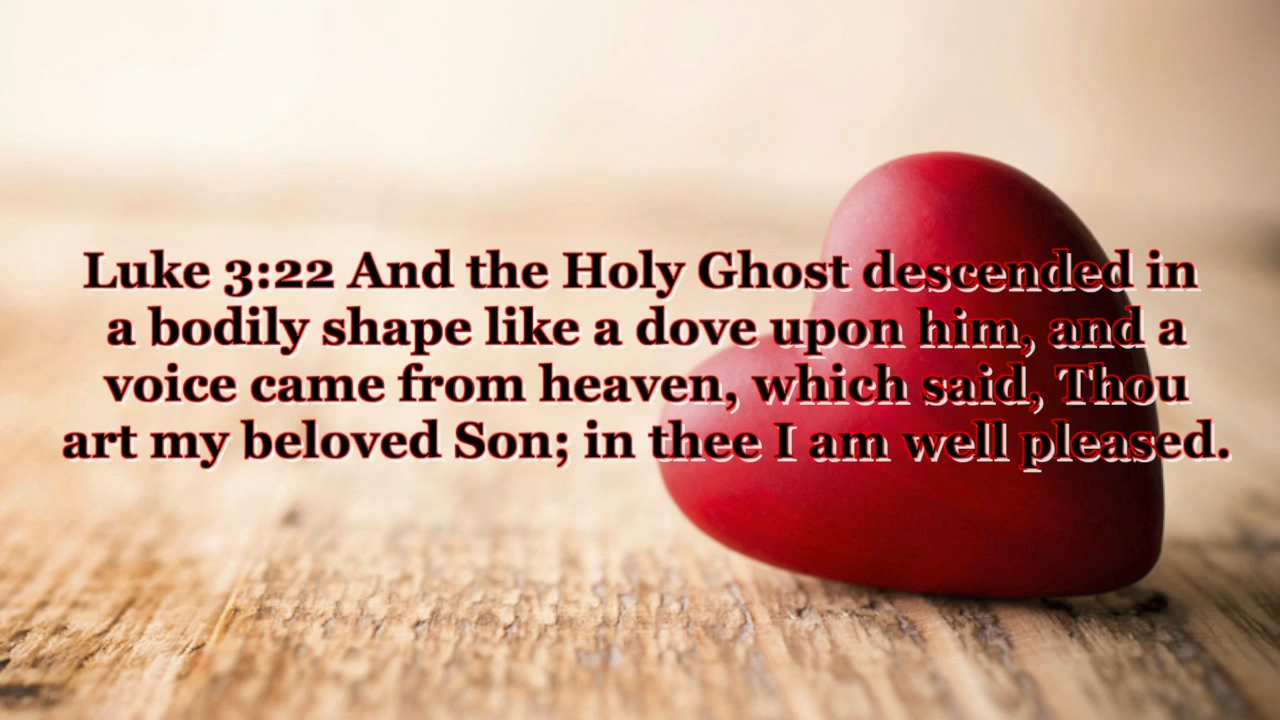 Luke 3:22 And the Holy Ghost descended in
a bodily shape like a dove upon him, and a
voice came from heaven, which said, Thou
art my beloved Son; in thee I am well pleased.